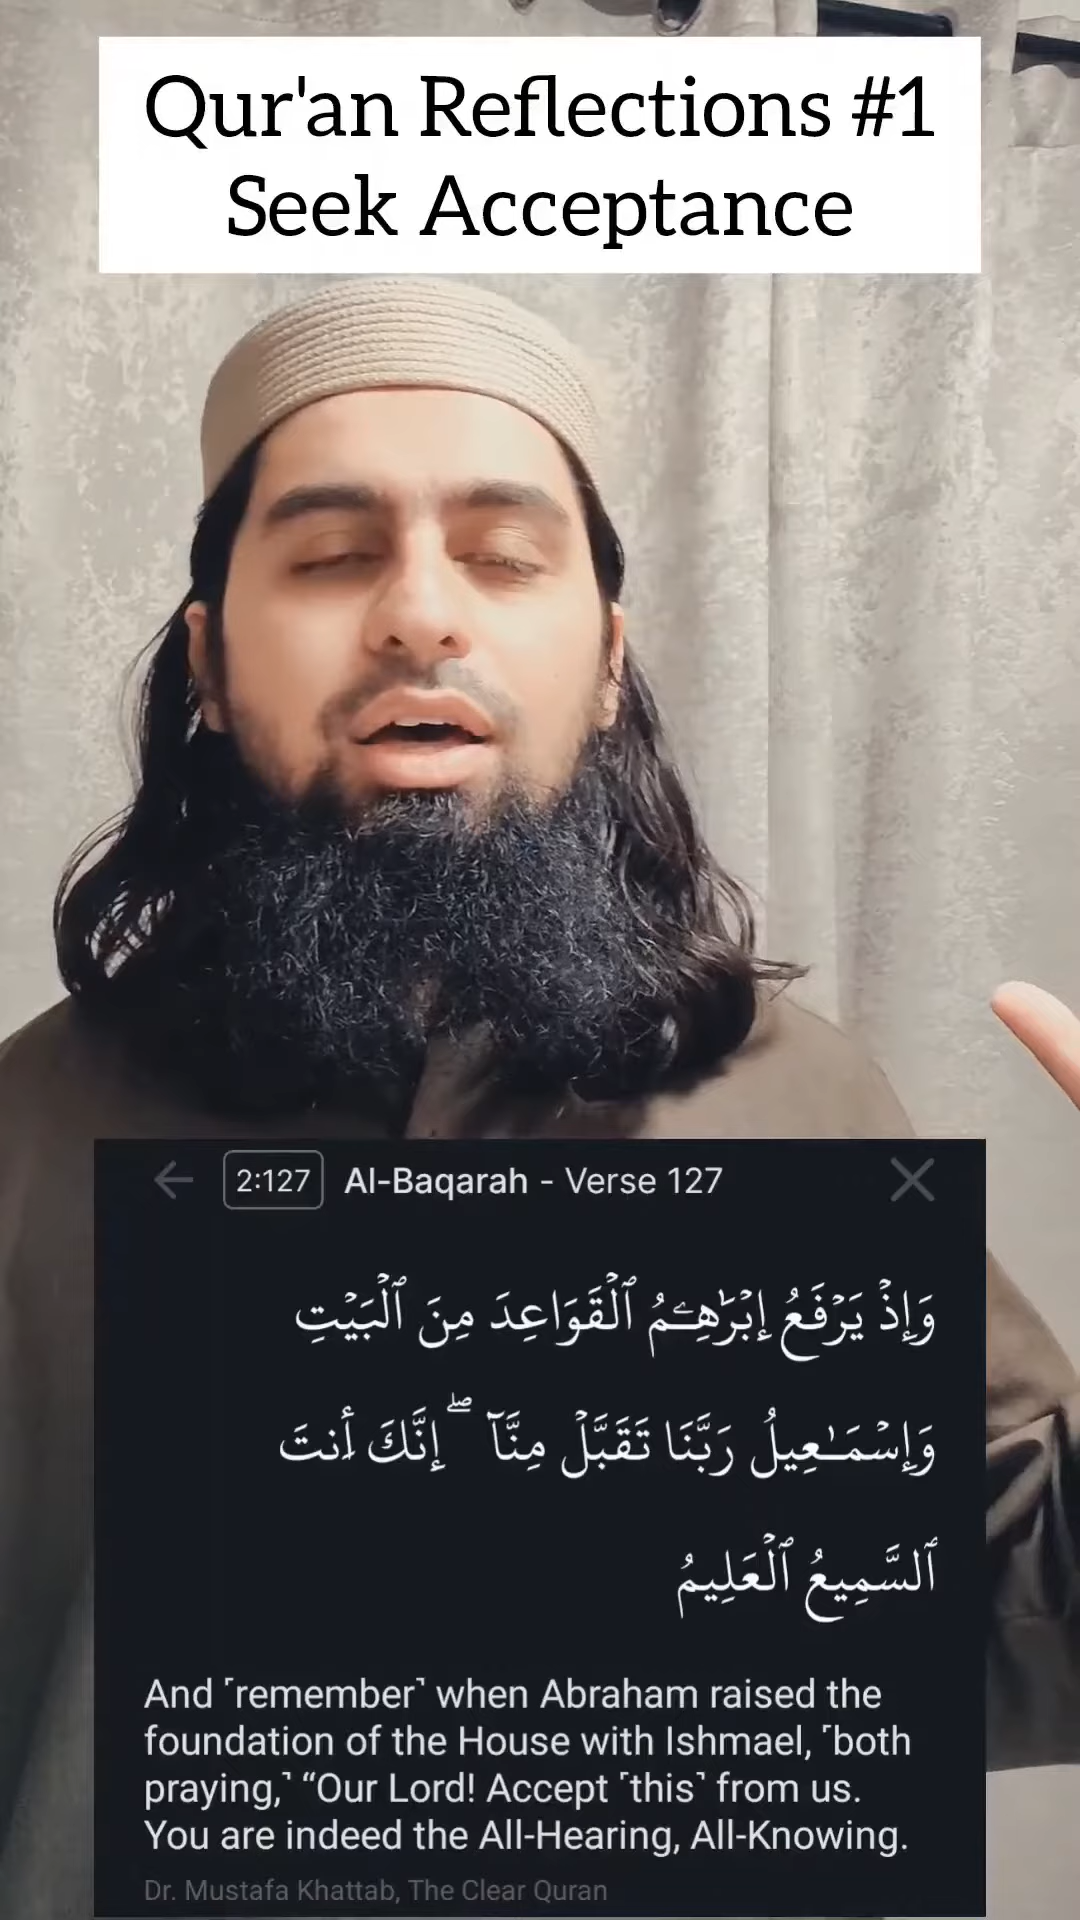 Qur'an Reflections #1
Seek Acceptance
2:127 Al-Baqarah - Verse 127
وَإِذْ يَرْفَعُ إِبْرَٰهِـۧمُ ٱلْقَوَاعِدَ مِنَ ٱلْبَيْتِ
وَإِسْمَـٰعِيلُ رَبَّنَا تَقَبَّلْ مِنَّآ ۖ إِنَّكَ أَنتَ
ٱلسَّمِيعُ ٱلْعَلِيمُ
And ˹remember˺ when Abraham raised the
foundation of the House with Ishmael, ˹both
praying,˺ “Our Lord! Accept ˹this˺ from us.
You are indeed the All-Hearing, All-Knowing.
Dr. Mustafa Khattab, The Clear Quran